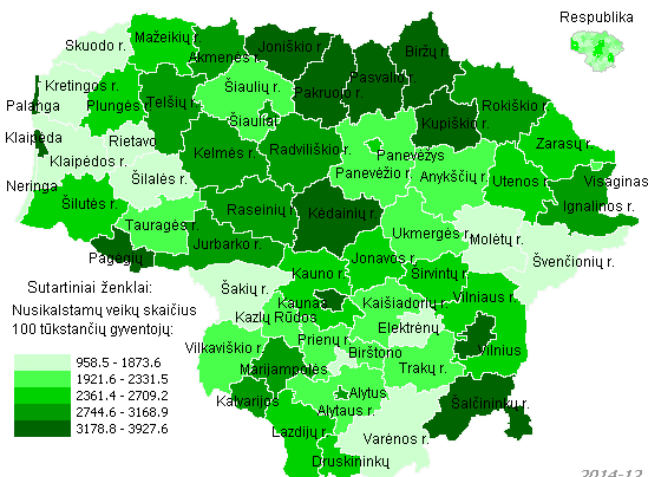 Respublika
Skuodo r.
Mažeikių r.
Akmenės r.
Joniškio r.
Biržų r.
Pakruojo r.
Pasvalio r.
Kretingos r.
Palanga
Plungės r.
Telšių r.
Šiaulių r.
Šiauliai
Rokiškio r.
Kupiškio r.
Klaipėda
Rietavo
Klaipėdos r.
Kelmės r.
Radviliškio r.
Panevėžys
Panevėžio r.
Zarasų r.
Anykščių r.
Utenos r.
Visaginas
Ignalinos r.
Neringa
Šilalės r.
Šilutės r.
Raseinių r.
Kėdainių r.
Tauragės r.
Ukmergės r.
Molėtų r.
Jurbarko r.
Pagėgių
Jonavos r.
Švenčionių r.
Kauno r.
Širvintų r.
Šakių r.
Kaunas
Kaišiadorių r.
Vilniaus r.
Kazlų Rūdos
Elektrėnų
Vilkaviškio r.
Prienų r.
Birštono
Vilnius
Marijampolės
Trakų r.
Kalvarijos
Alytus
Alytaus r.
Šalčininkų r.
Lazdijų r.
Varėnos r.
Druskininkų
Sutartiniai ženklai:
Nusikalstamų veikų skaičius
100 tūkstančių gyventojų:
958.5 - 1873.6
1921.6 - 2331.5
2361.4 - 2709.2
2744.6 - 3168.9
3178.8 - 3927.6
2014-12